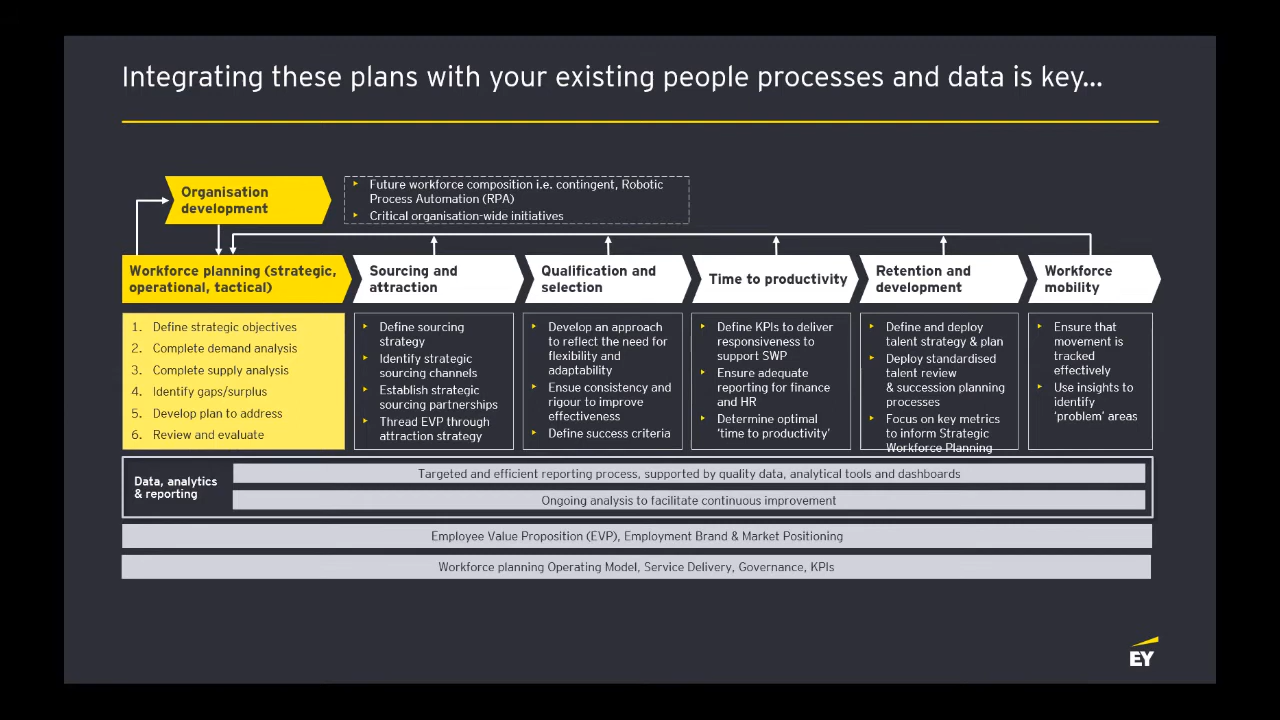 Integrating these plans with your existing people processes and data is key...
Organisation
development
Future workforce composition i.e. contingent, Robotic
Process Automation (RPA)
Critical organisation-wide initiatives
Workforce planning (strategic,
operational, tactical)
Sourcing and
attraction
Qualification and
selection
Time to productivity
Retention and
development
Workforce
mobility
1. Define strategic objectives
2. Complete demand analysis
3. Complete supply analysis
4. Identify gaps/surplus
5. Develop plan to address
6. Review and evaluate
Define sourcing
strategy
Identify strategic
sourcing channels
Establish strategic
sourcing partnerships
Thread EVP through
attraction strategy
Develop an approach
to reflect the need for
flexibility and
adaptability
Ensue consistency and
rigour to improve
effectiveness
Define success criteria
Define KPIs to deliver
responsiveness to
support SWP
Ensure adequate
reporting for finance
and HR
Determine optimal
‘time to productivity’
Define and deploy
talent strategy & plan
Deploy standardised
talent review
& succession planning
processes
Focus on key metrics
to inform Strategic
Workforce Planning
Ensure that
movement is
tracked
effectively
Use insights to
identify
‘problem’ areas
Data, analytics
& reporting
Targeted and efficient reporting process, supported by quality data, analytical tools and dashboards
Ongoing analysis to facilitate continuous improvement
Employee Value Proposition (EVP), Employment Brand & Market Positioning
Workforce planning Operating Model, Service Delivery, Governance, KPIs
EY